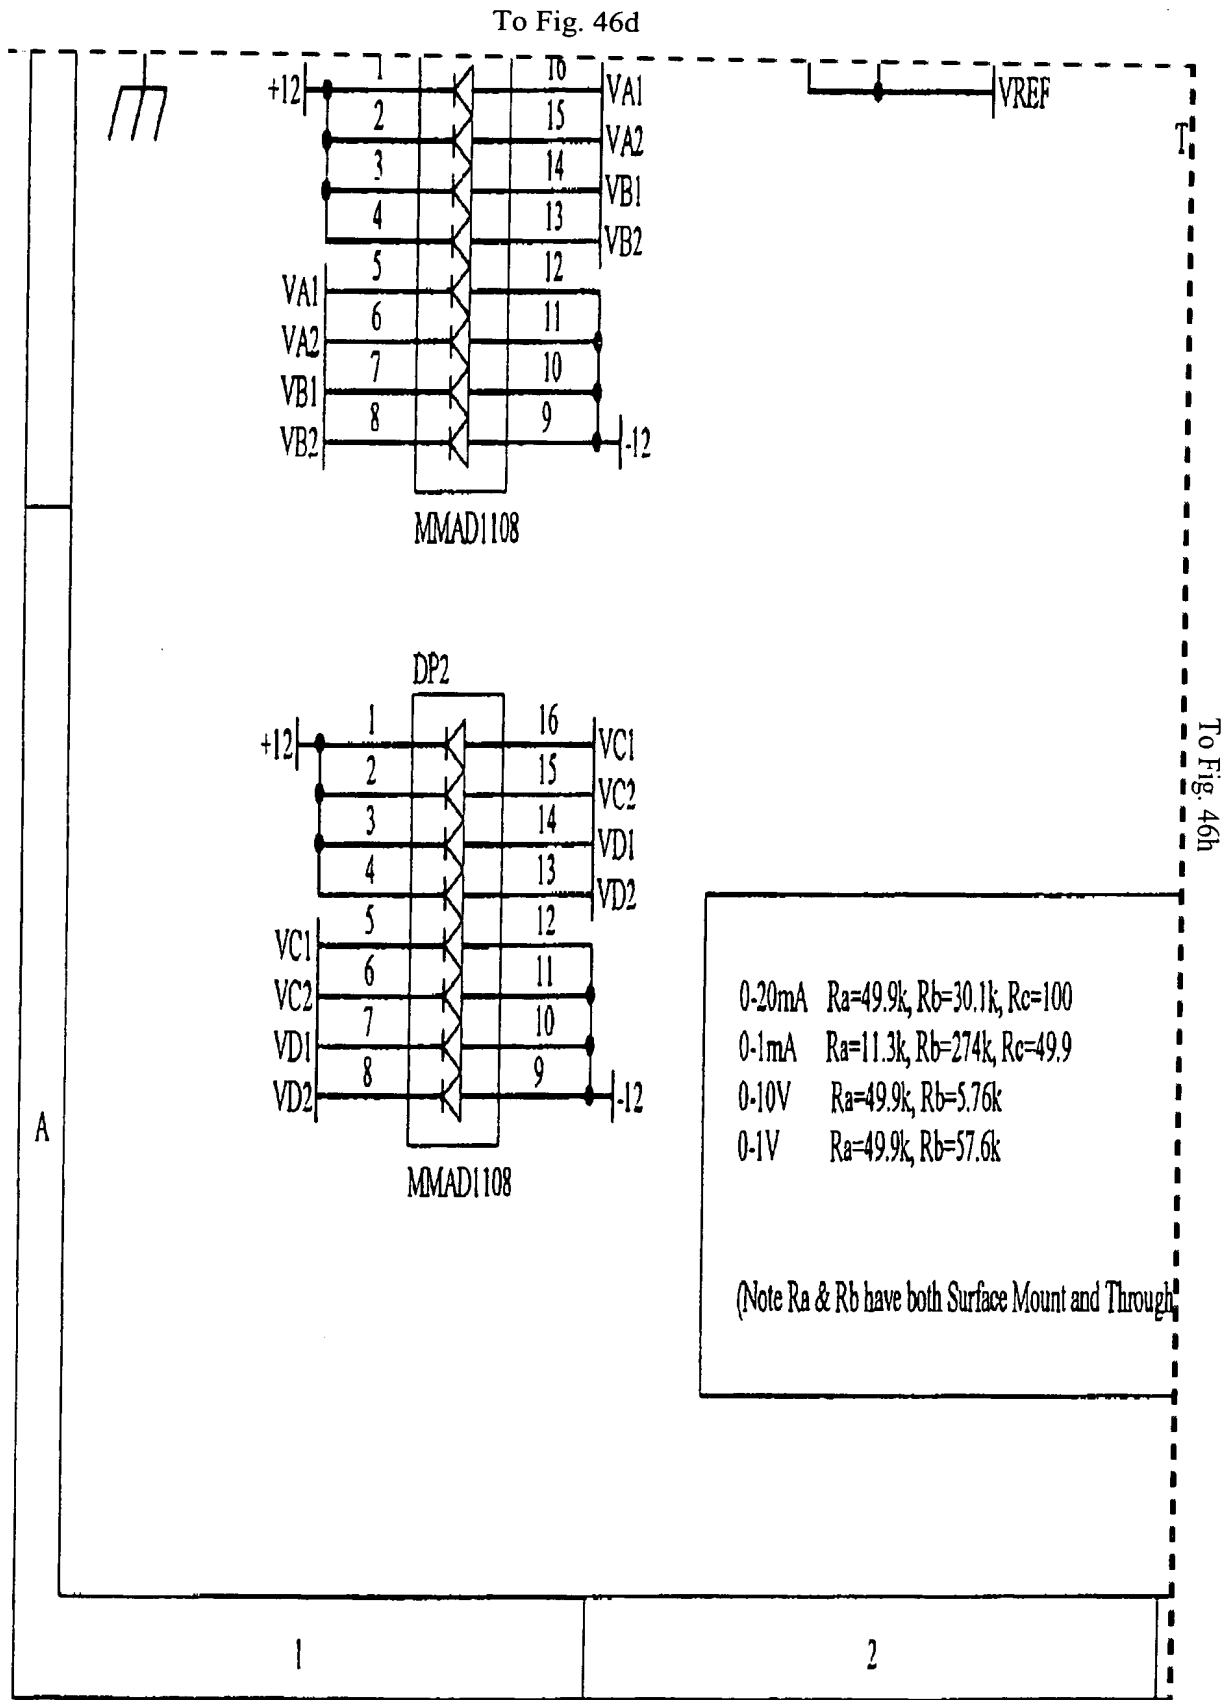 To Fig. 46d
+12 1 16 VA1
2 15 VA2
3 14 VB1
4 13 VB2
VA1 5 12
VA2 6 11
VB1 7 10
VB2 8 9 -12
MMAD1108
VREF
T
DP2
+12 1 16 VC1
2 15 VC2
3 14 VD1
4 13 VD2
VC1 5 12
VC2 6 11
VD1 7 10
VD2 8 9 -12
MMAD1108
To Fig. 46h
0-20mA Ra=49.9k, Rb=30.1k, Rc=100
0-1mA Ra=11.3k, Rb=274k, Rc=49.9
0-10V Ra=49.9k, Rb=5.76k
0-1V Ra=49.9k, Rb=57.6k
(Note Ra & Rb have both Surface Mount and Through
A
1 2